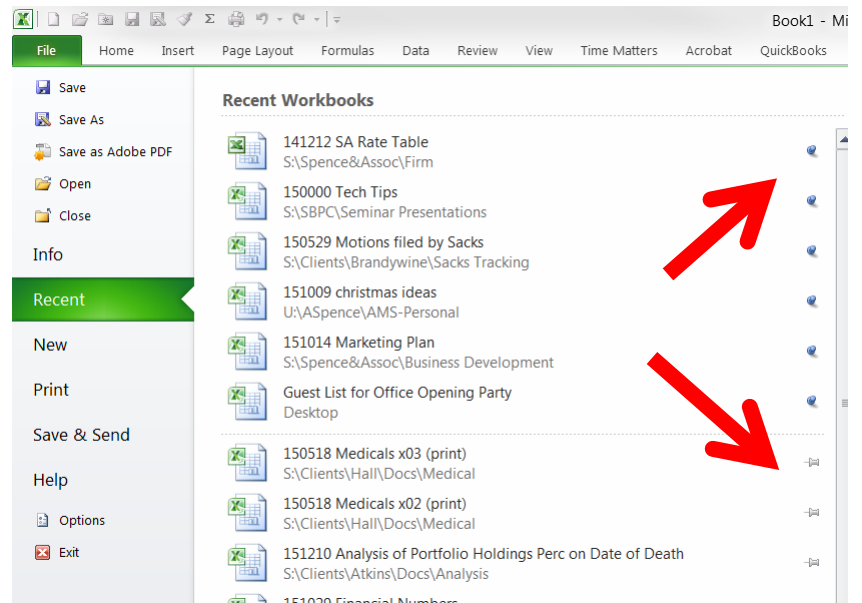 Book1 - Mi
File Home Insert Page Layout Formulas Data Review View Time Matters Acrobat QuickBooks
Save
Save As
Save as Adobe PDF
Open
Close
Info
Recent
New
Print
Save & Send
Help
Options
Exit
Recent Workbooks
141212 SA Rate Table
S:\Spence&Assoc\Firm
150000 Tech Tips
S:\SBPC\Seminar Presentations
150529 Motions filed by Sacks
S:\Clients\Brandywine\Sacks Tracking
151009 christmas ideas
U:\ASpence\AMS-Personal
151014 Marketing Plan
S:\Spence&Assoc\Business Development
Guest List for Office Opening Party
Desktop
150518 Medicals x03 (print)
S:\Clients\Hall\Docs\Medical
150518 Medicals x02 (print)
S:\Clients\Hall\Docs\Medical
151210 Analysis of Portfolio Holdings Perc on Date of Death
S:\Clients\Atkins\Docs\Analysis
151029 Financial Numbers